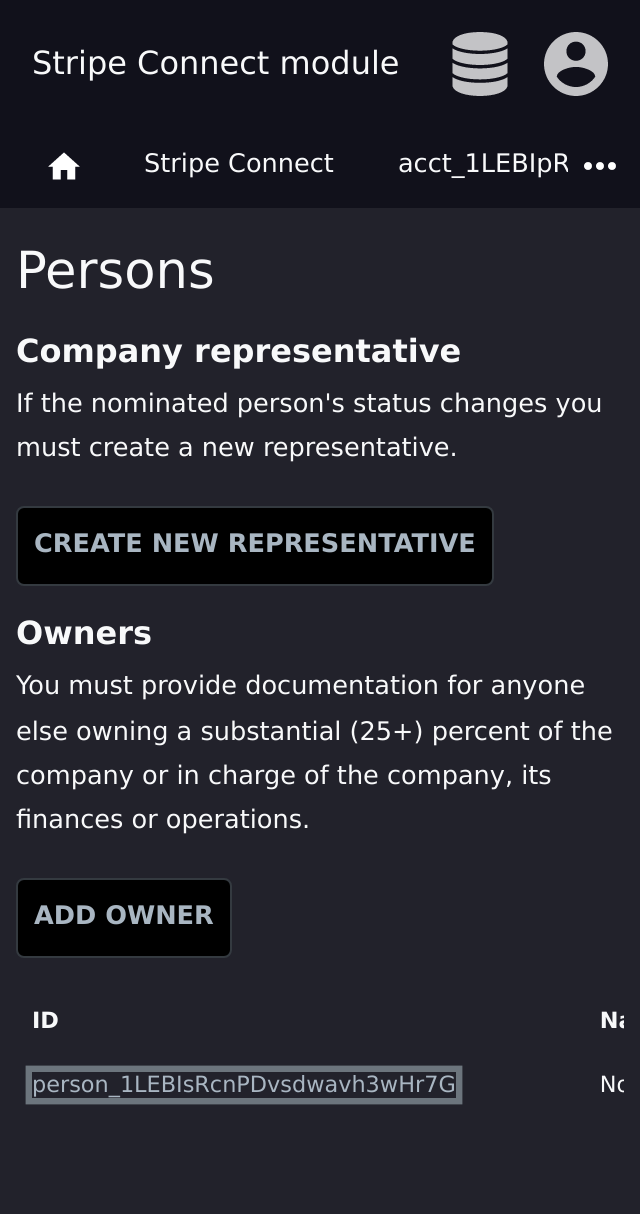 Stripe Connect module
Stripe Connect acct_1LEBIpR
Persons
Company representative
If the nominated person's status changes you
must create a new representative.
CREATE NEW REPRESENTATIVE
Owners
You must provide documentation for anyone
else owning a substantial (25+) percent of the
company or in charge of the company, its
finances or operations.
ADD OWNER
ID
person_1LEBIsRcnPDvsdwavh3wHr7G